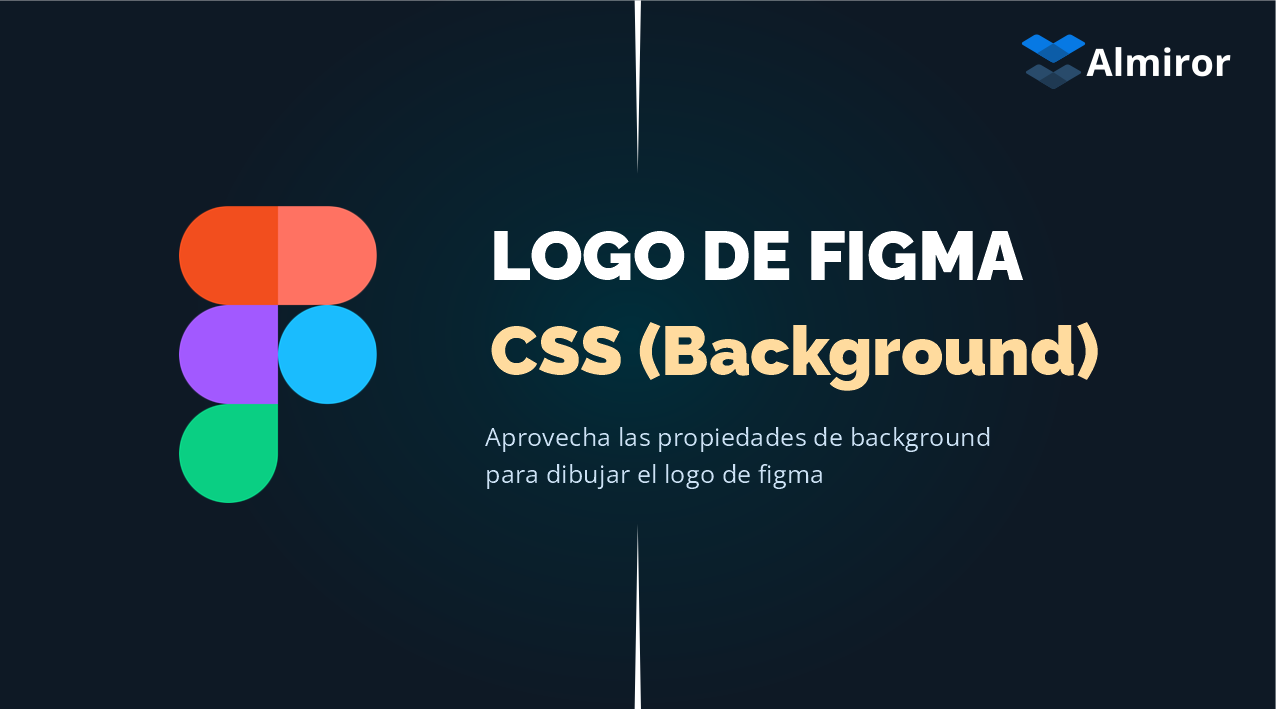 Almiror
LOGO DE FIGMA
CSS (Background)
Aprovecha las propiedades de background
para dibujar el logo de figma